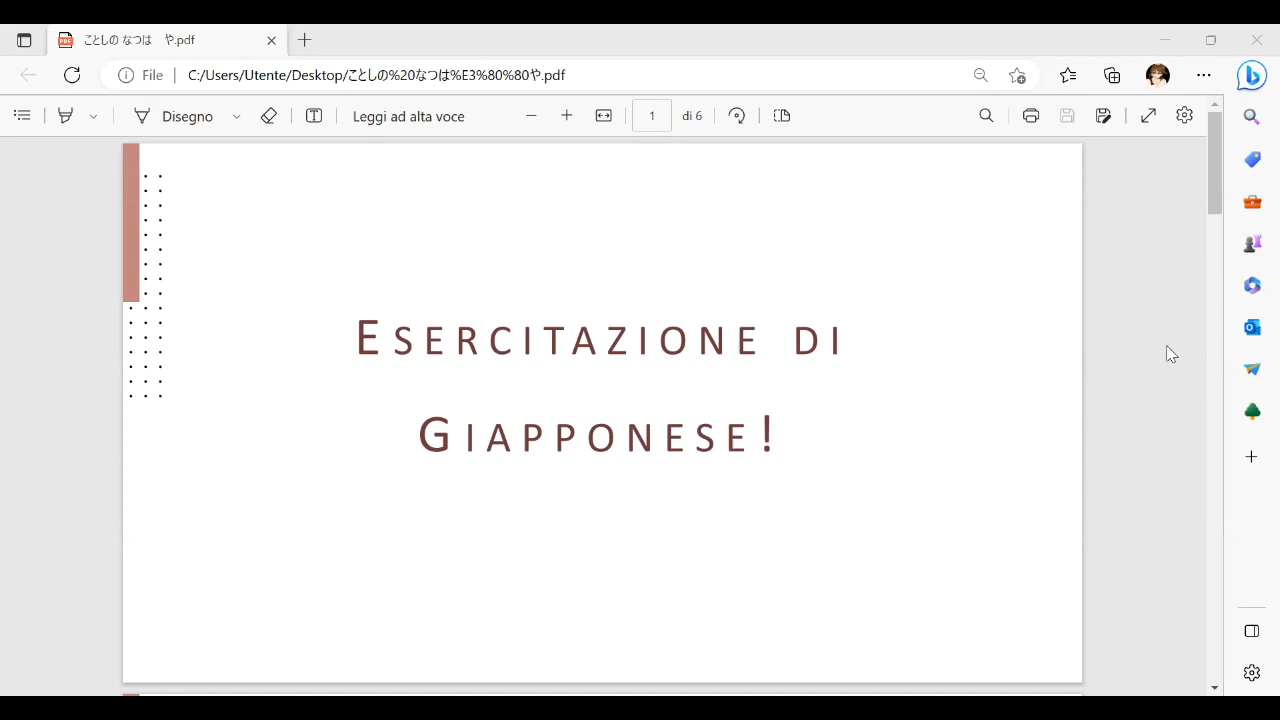 ことしの なつは　や.pdf
File
C:/Users/Utente/Desktop/ことしの%20なつは%E3%80%80や.pdf
Disegno
Leggi ad alta voce
1 di 6
ESERCITAZIONE DI
GIAPPONESE!